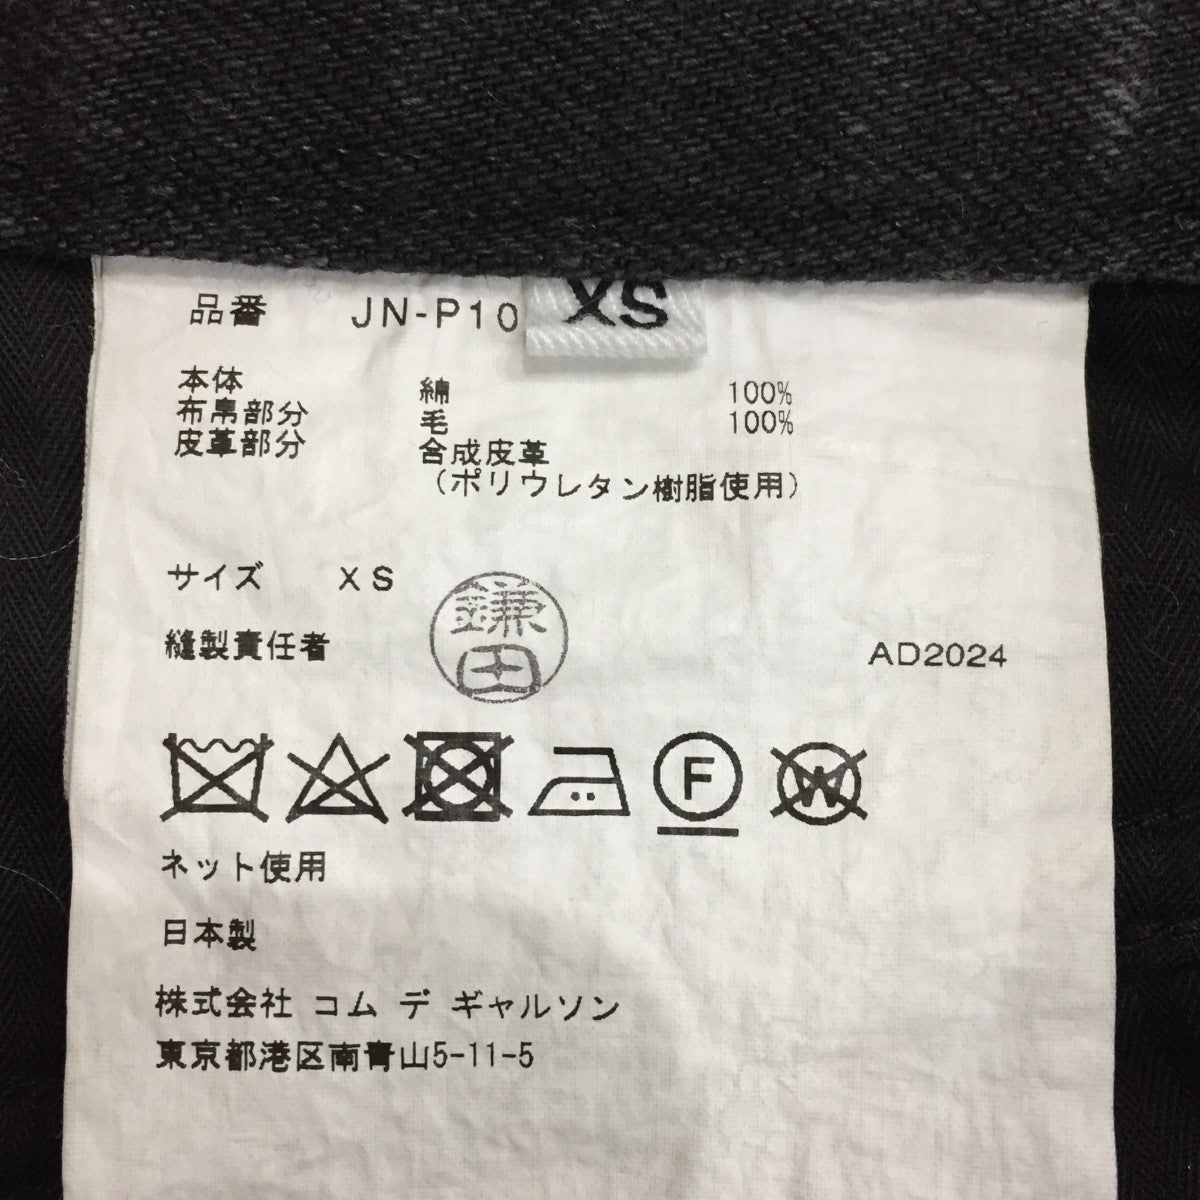 品番 JN-P10
XS
本体 綿 100%
布帛部分 毛 100%
皮革部分 合成皮革
(ポリウレタン樹脂使用)
サイズ XS
縫製責任者 鎌田
AD2024
F W
ネット使用
日本製
株式会社 コム デ ギャルソン
東京都港区南青山5-11-5